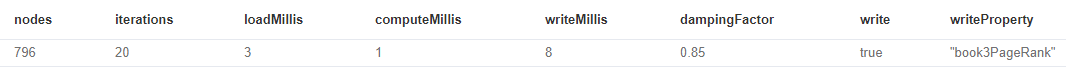 nodes iterations loadMillis computeMillis writeMillis dampingFactor write writeProperty
796 20 3 1 8 0.85 true "book3PageRank"